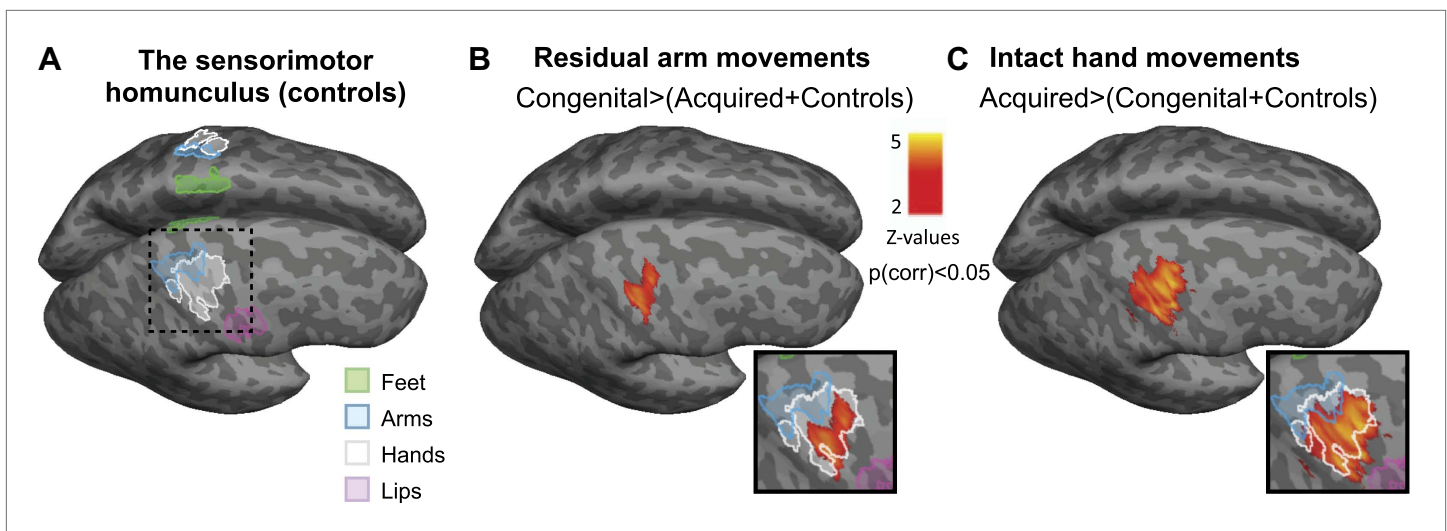 A
The sensorimotor
homunculus (controls)
B
Residual arm movements
Congenital>(Acquired+Controls)
C
Intact hand movements
Acquired>(Congenital+Controls)
5
2
Z-values
p(corr)<0.05
Feet
Arms
Hands
Lips